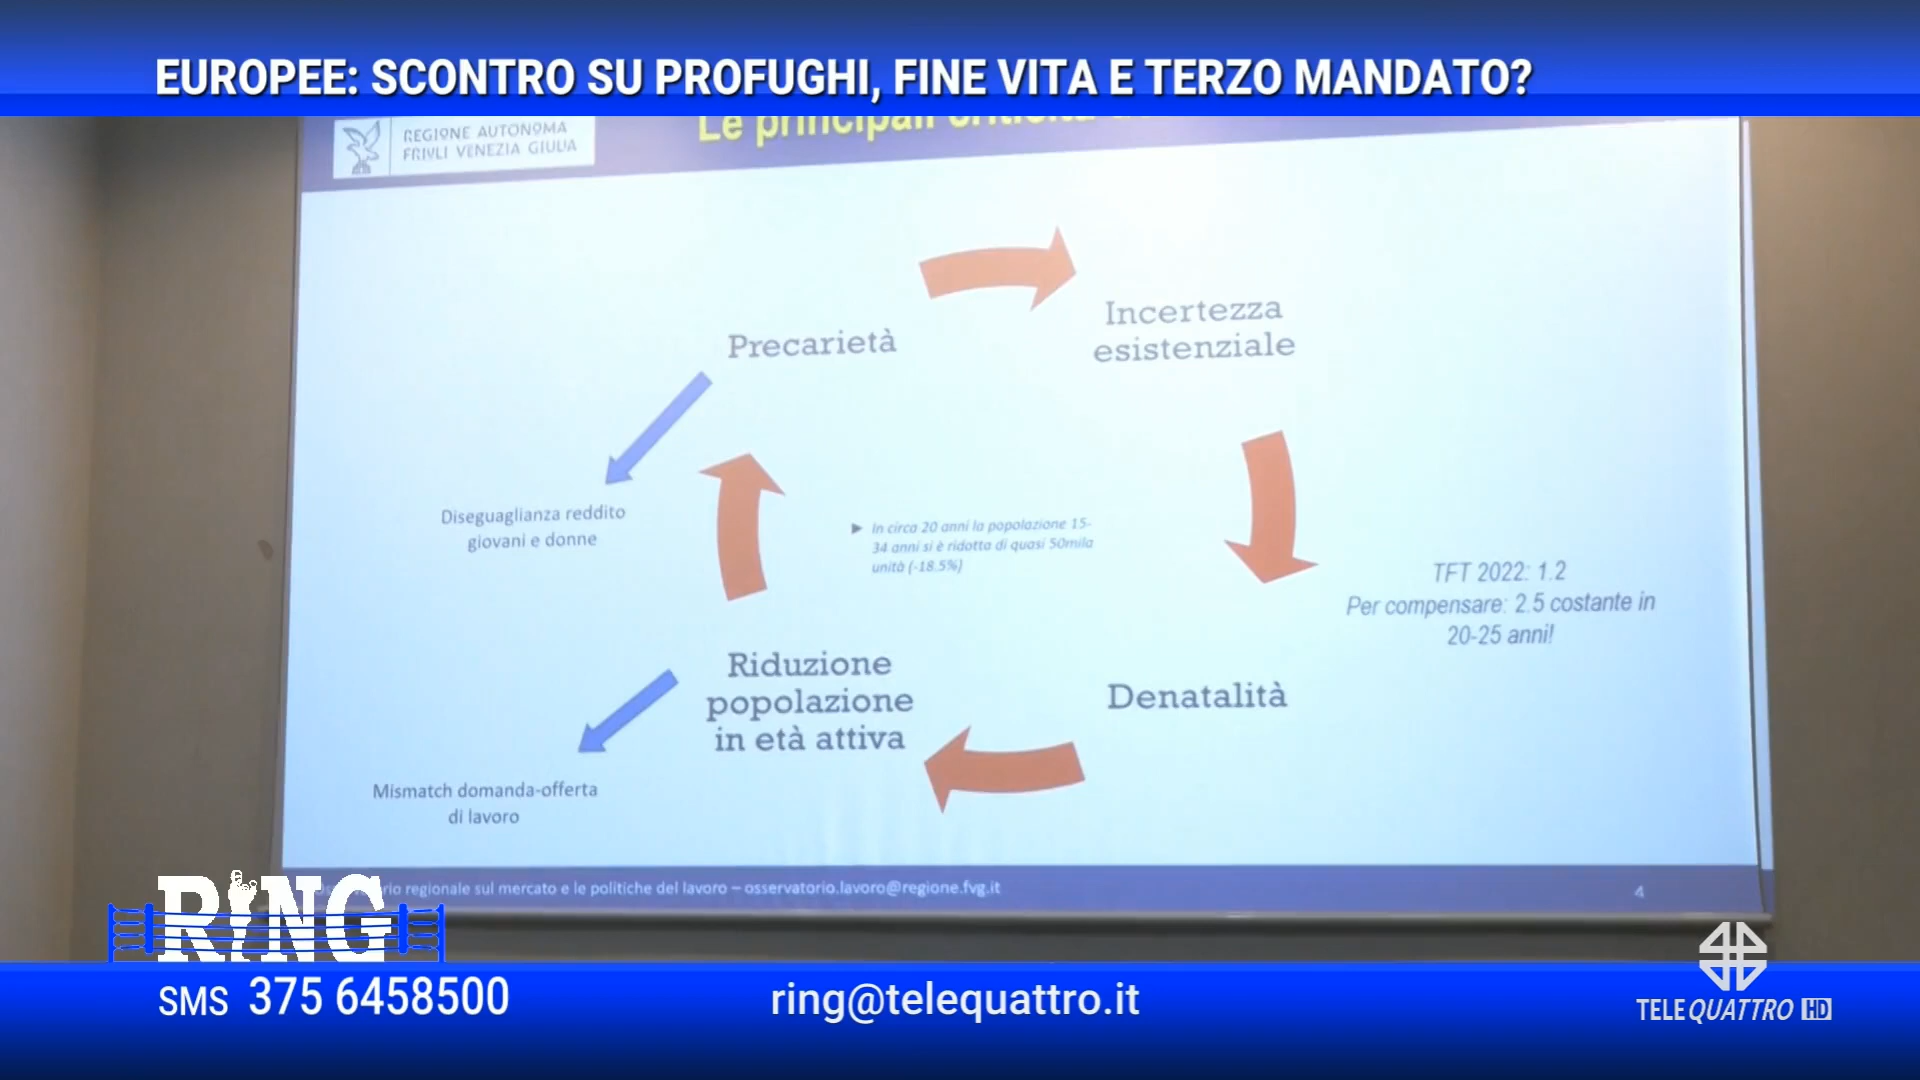 EUROPEE: SCONTRO SU PROFUGHI, FINE VITA E TERZO MANDATO?
REGIONE AUTONOMA
FRIULI VENEZIA GIULIA
Le principali criticità
Precarietà
Incertezza
esistenziale
Diseguaglianza reddito
giovani e donne
In circa 20 anni la popolazione 15-
34 anni si è ridotta di quasi 50mila
unità (-18.5%)
TFT 2022: 1.2
Per compensare: 2.5 costante in
20-25 anni!
Riduzione
popolazione
in età attiva
Denatalità
Mismatch domanda-offerta
di lavoro
regionale sul mercato e le politiche del lavoro – osservatorio.lavoro@regione.fvg.it
4
RING
SMS 375 6458500
ring@telequattro.it
TELEQUATTRO HD